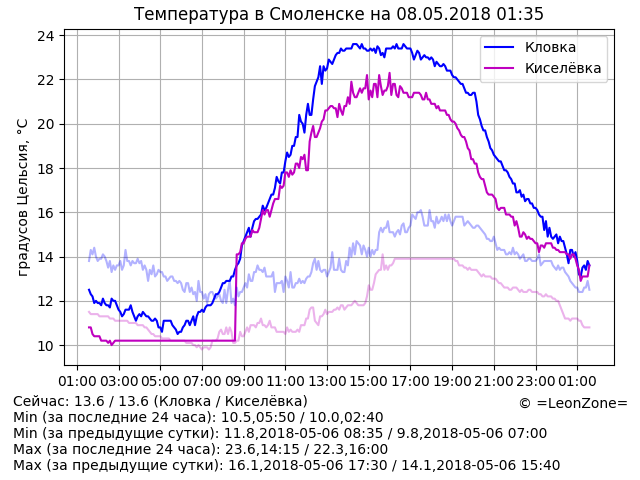 Температура в Смоленске на 08.05.2018 01:35
24
22
20
18
16
14
12
10
градусов Цельсия, °C
Кловка
Киселёвка
01:00 03:00 05:00 07:00 09:00 11:00 13:00 15:00 17:00 19:00 21:00 23:00 01:00
Сейчас: 13.6 / 13.6 (Кловка / Киселёвка)
© =LeonZone=
Min (за последние 24 часа): 10.5,05:50 / 10.0,02:40
Min (за предыдущие сутки): 11.8,2018-05-06 08:35 / 9.8,2018-05-06 07:00
Max (за последние 24 часа): 23.6,14:15 / 22.3,16:00
Max (за предыдущие сутки): 16.1,2018-05-06 17:30 / 14.1,2018-05-06 15:40